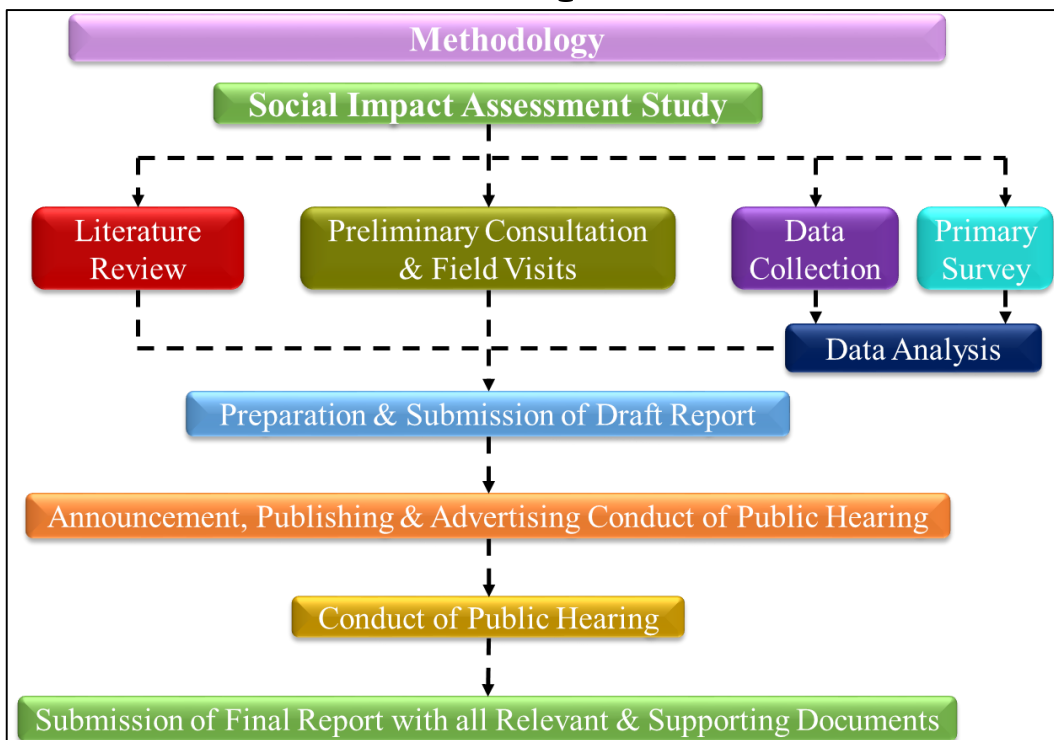 Methodology
Social Impact Assessment Study
Literature
Review
Preliminary Consultation
& Field Visits
Data
Collection
Primary
Survey
Data Analysis
Preparation & Submission of Draft Report
Announcement, Publishing & Advertising Conduct of Public Hearing
Conduct of Public Hearing
Submission of Final Report with all Relevant & Supporting Documents